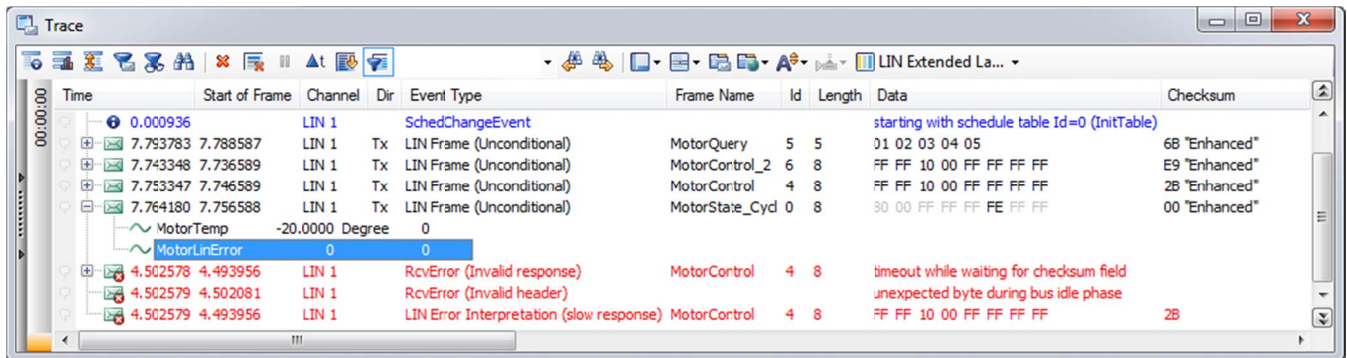 Trace
LIN Extended La...
00:00:00
Time Start of Frame Channel Dir Event Type Frame Name Id Length Data Checksum
0.000936 LIN 1 SchedChangeEvent starting with schedule table Id=0 (InitTable)
7.793783 7.788587 LIN 1 Tx LIN Frame (Unconditional) MotorQuery 5 5 01 02 03 04 05 6B "Enhanced"
7.743348 7.736589 LIN 1 Tx LIN Frame (Unconditional) MotorControl_2 6 8 FF FF 10 00 FF FF FF FF E9 "Enhanced"
7.753347 7.746589 LIN 1 Tx LIN Frame (Unconditional) MotorControl 4 8 FF FF 10 00 FF FF FF FF 2B "Enhanced"
7.764180 7.756588 LIN 1 Tx LIN Frame (Unconditional) MotorState_Cycl 0 8 80 00 FF FF FF FE FF FF 00 "Enhanced"
MotorTemp -20.0000 Degree 0
MotorLinError 0 0
4.502578 4.493956 LIN 1 RcvError (Invalid response) MotorControl 4 8 timeout while waiting for checksum field
4.502579 4.502081 LIN 1 RcvError (Invalid header) unexpected byte during bus idle phase
4.502579 4.493956 LIN 1 LIN Error Interpretation (slow response) MotorControl 4 8 FF FF 10 00 FF FF FF FF 2B